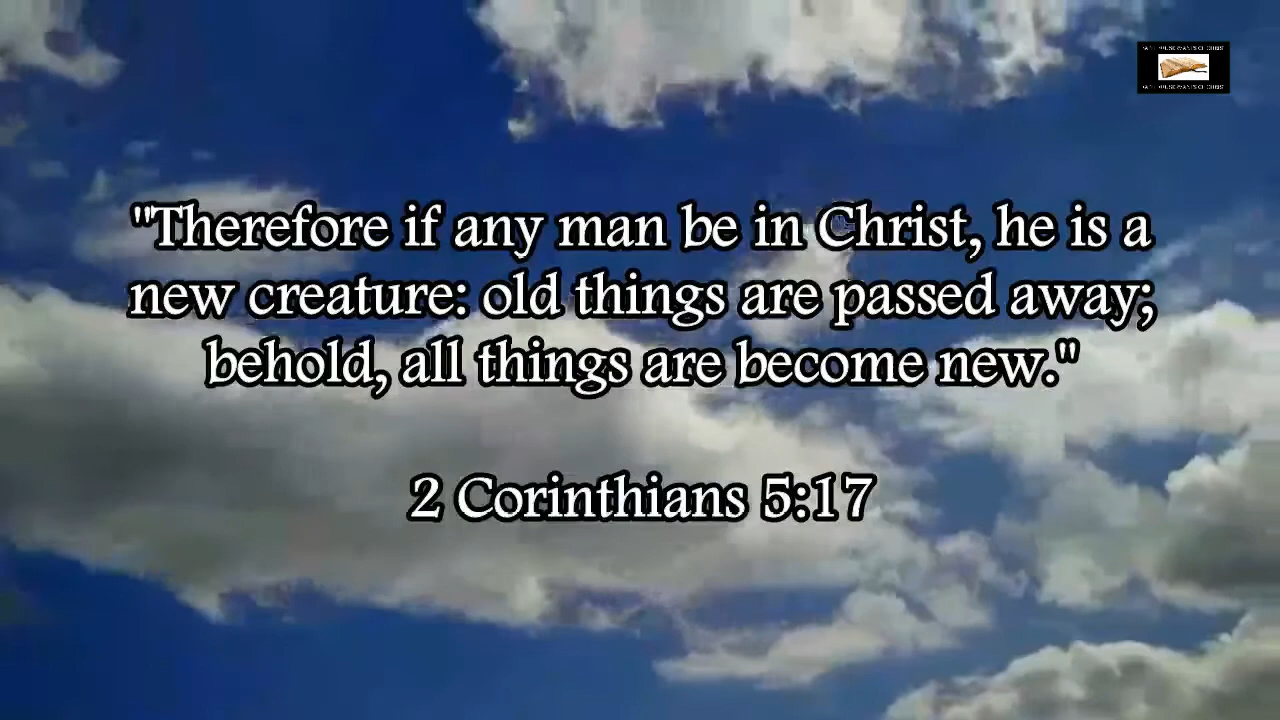 "Therefore if any man be in Christ, he is a
new creature: old things are passed away;
behold, all things are become new."
2 Corinthians 5:17